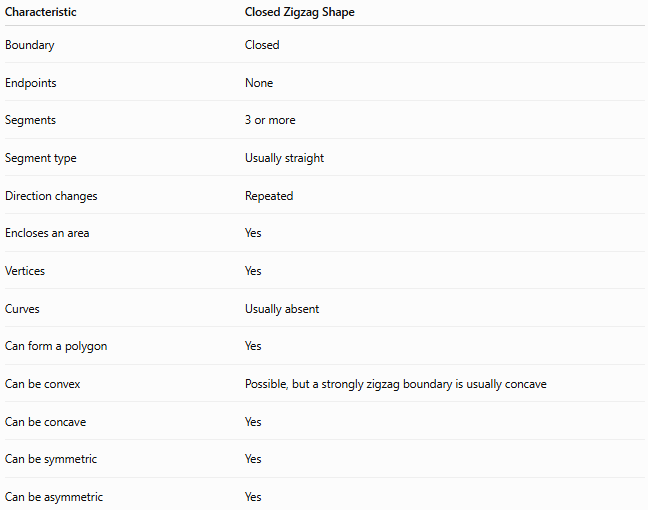 Characteristic Closed Zigzag Shape
Boundary Closed
Endpoints None
Segments 3 or more
Segment type Usually straight
Direction changes Repeated
Encloses an area Yes
Vertices Yes
Curves Usually absent
Can form a polygon Yes
Can be convex Possible, but a strongly zigzag boundary is usually concave
Can be concave Yes
Can be symmetric Yes
Can be asymmetric Yes